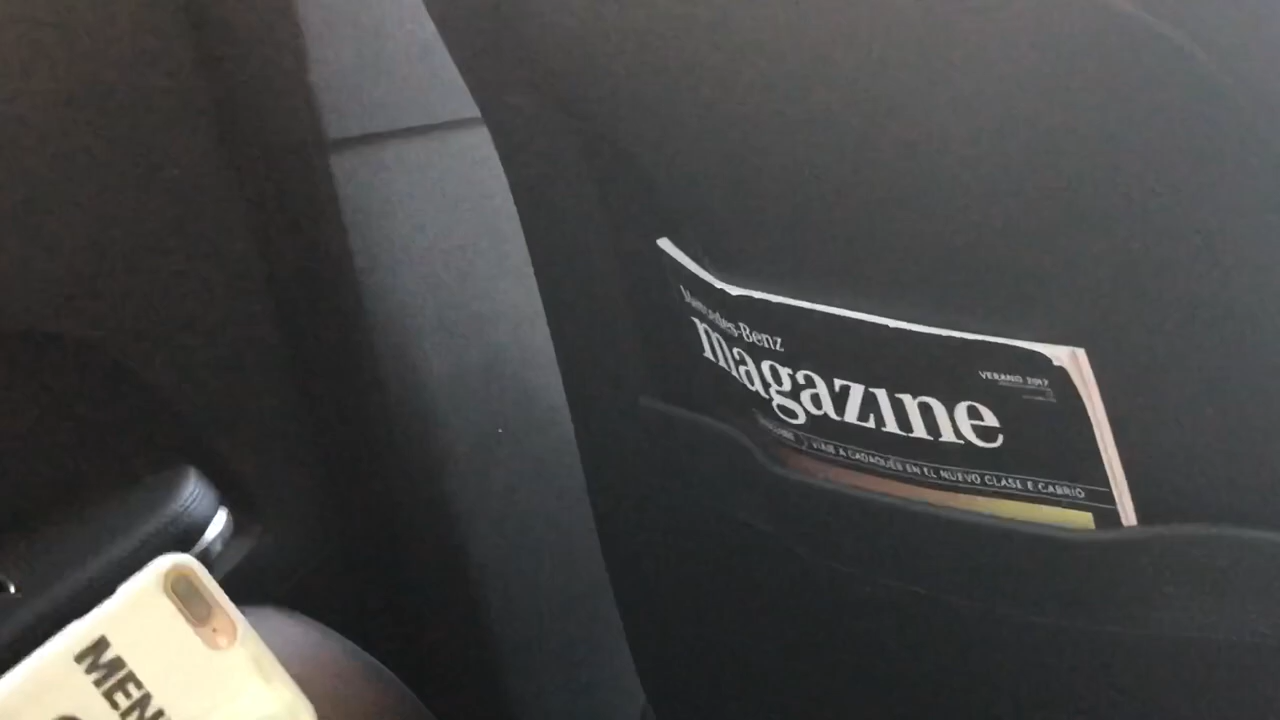 Mercedes-Benz
magazine
VERANO 2017
VIAJE A CADAQUÉS EN EL NUEVO CLASE E CABRIO
MEN